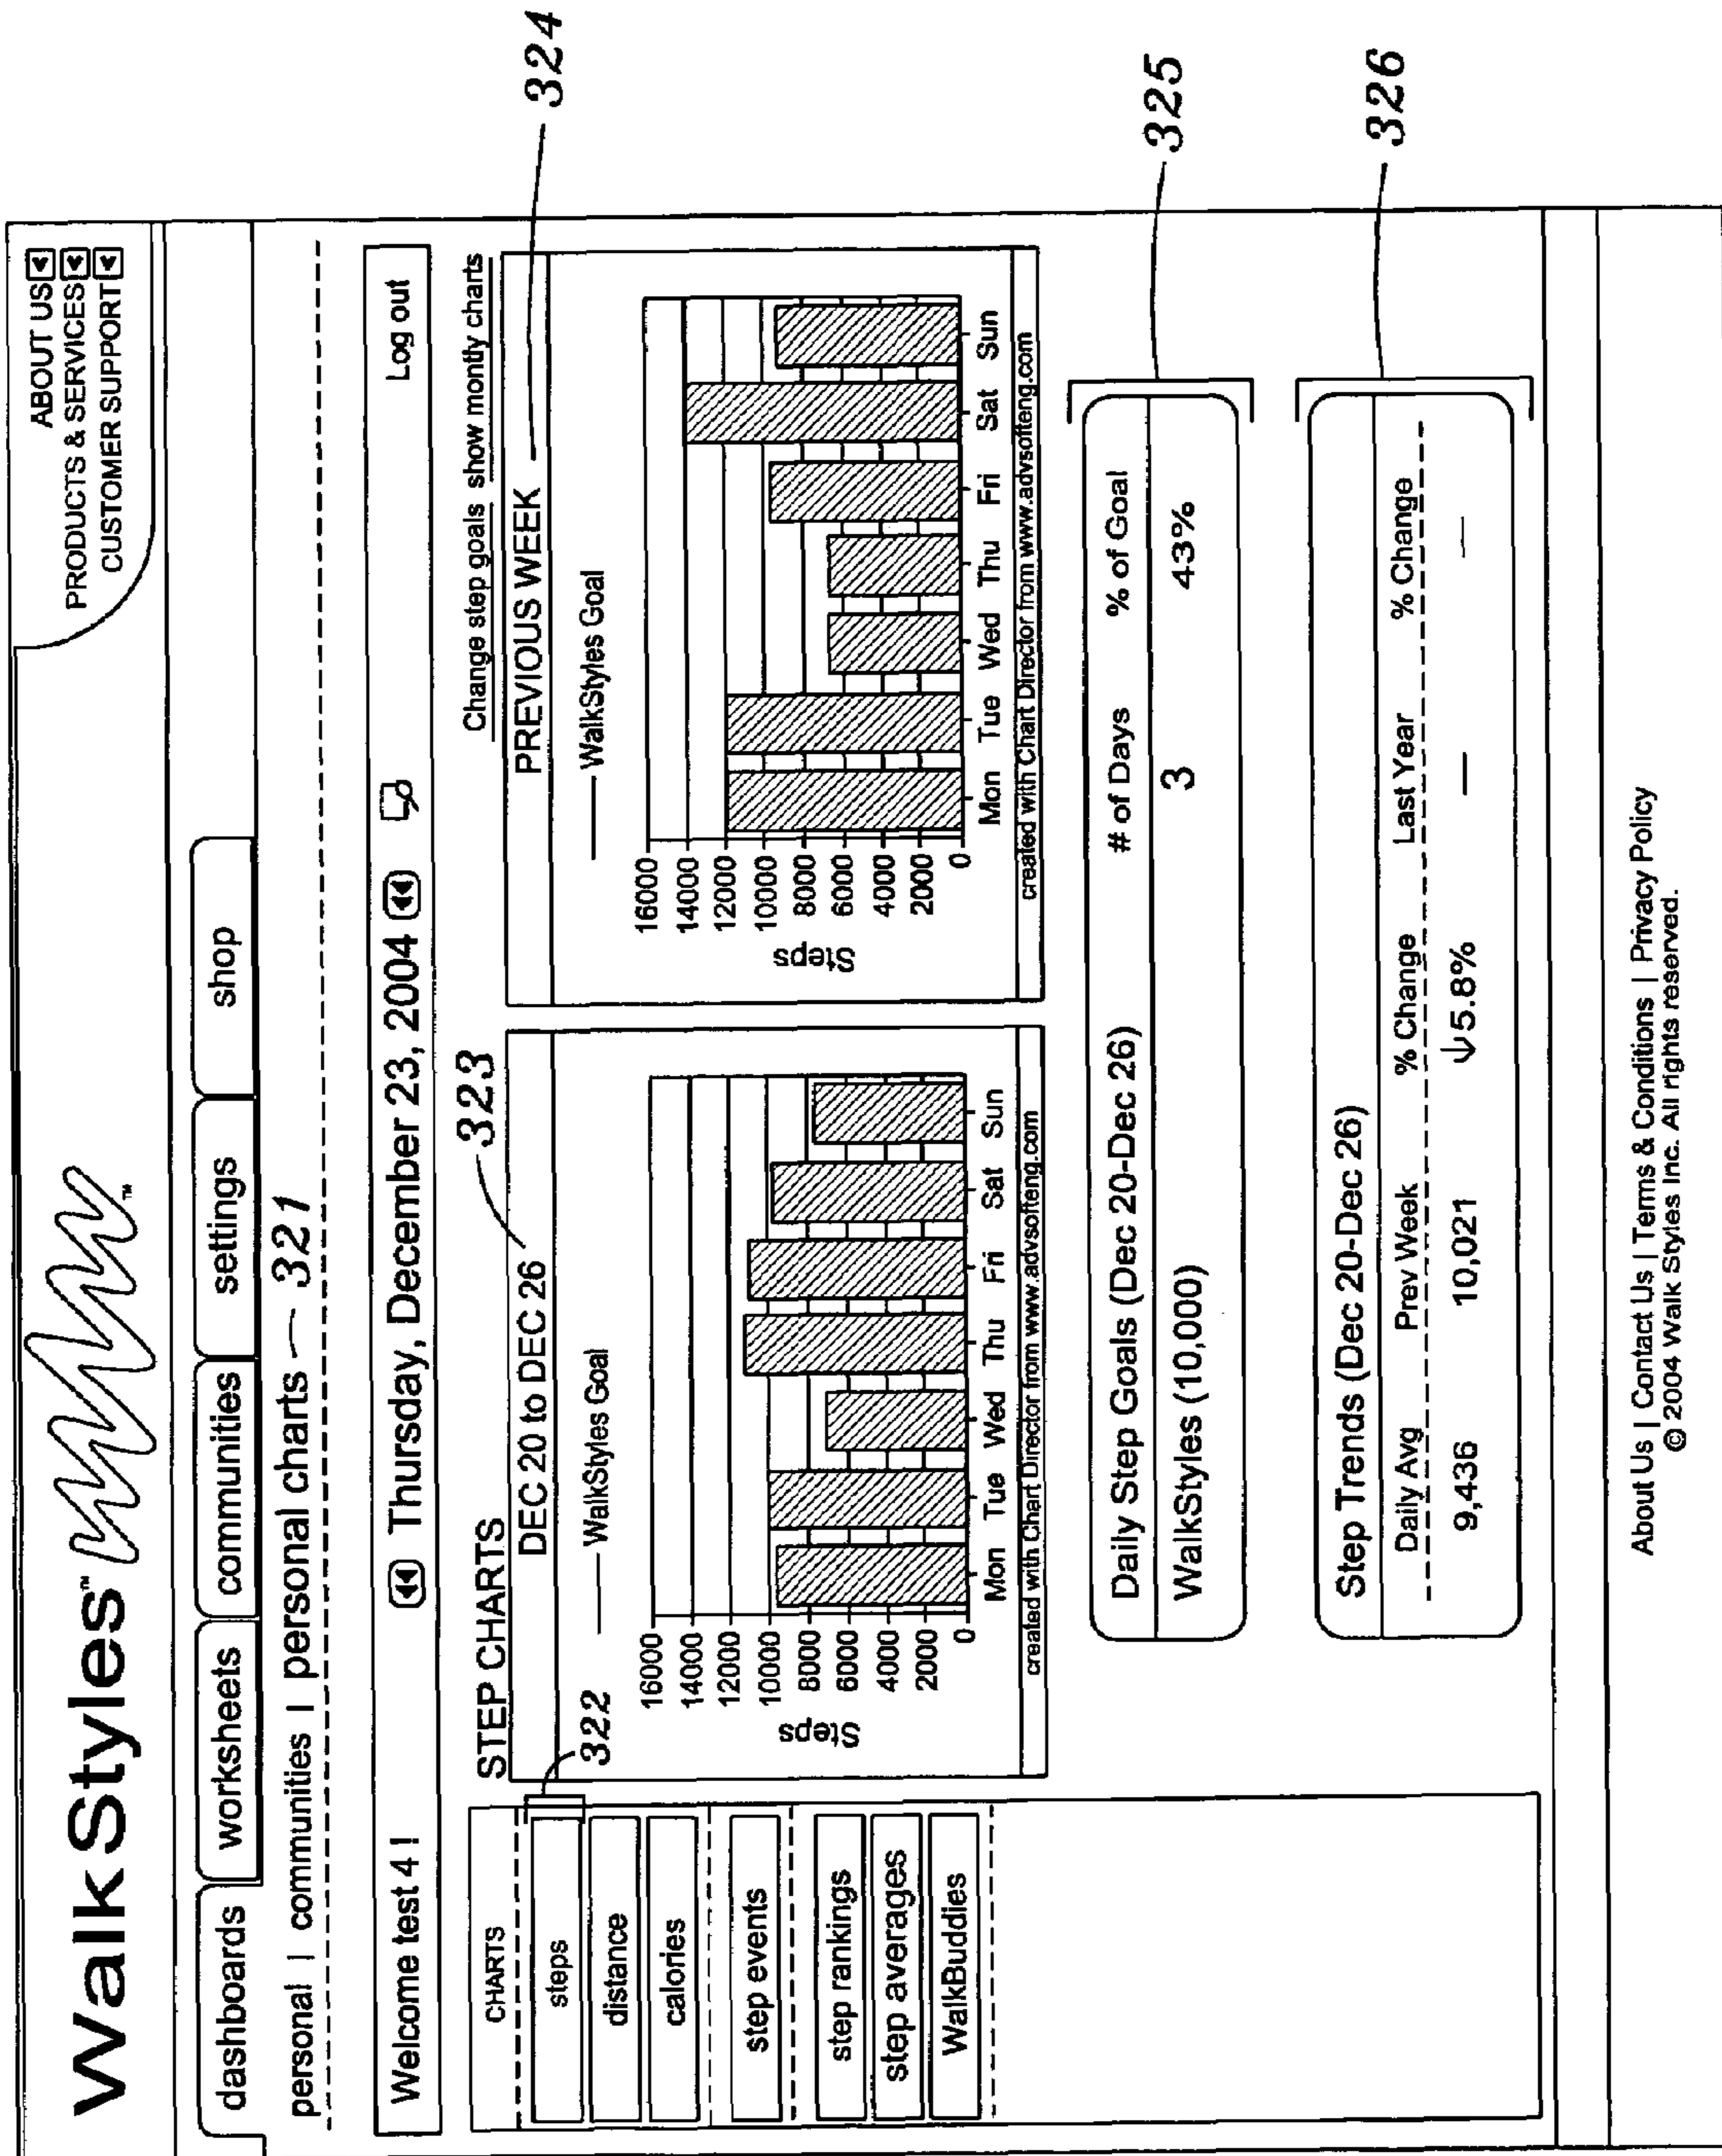 WalkStyles™
™
ABOUT US
PRODUCTS & SERVICES
CUSTOMER SUPPORT
dashboards worksheets communities settings shop
personal | communities | personal charts 321
Welcome test 4 ! Thursday, December 23, 2004 Log out
CHARTS
steps
distance
calories
step events
step rankings
step averages
WalkBuddies
322
STEP CHARTS
323
Change step goals show montly charts
DEC 20 to DEC 26
WalkStyles Goal
Steps
16000
14000
12000
10000
8000
6000
4000
2000
0
Mon Tue Wed Thu Fri Sat Sun
created with Chart Director from www.advsofteng.com
PREVIOUS WEEK
324
WalkStyles Goal
Steps
16000
14000
12000
10000
8000
6000
4000
2000
0
Mon Tue Wed Thu Fri Sat Sun
created with Chart Director from www.advsofteng.com
Daily Step Goals (Dec 20-Dec 26) # of Days % of Goal
WalkStyles (10,000) 3 43%
325
Step Trends (Dec 20-Dec 26)
Daily Avg Prev Week % Change Last Year % Change
9,436 10,021 ↓5.8% — —
326
About Us | Contact Us | Terms & Conditions | Privacy Policy
© 2004 Walk Styles Inc. All rights reserved.